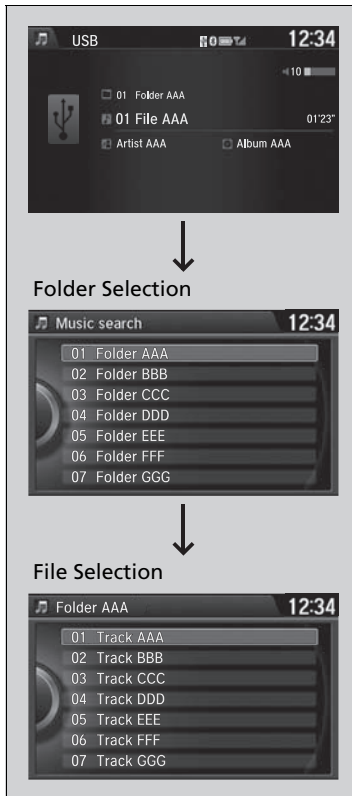 USB 12:34
10
01 Folder AAA
01 File AAA 01'23"
Artist AAA Album AAA
Folder Selection
Music search 12:34
01 Folder AAA
02 Folder BBB
03 Folder CCC
04 Folder DDD
05 Folder EEE
06 Folder FFF
07 Folder GGG
File Selection
Folder AAA 12:34
01 Track AAA
02 Track BBB
03 Track CCC
04 Track DDD
05 Track EEE
06 Track FFF
07 Track GGG